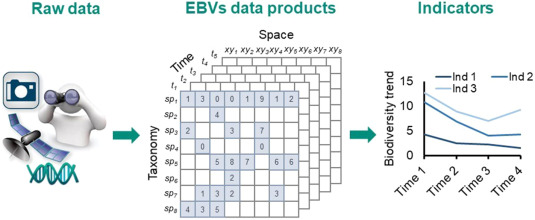 Raw data
EBVs data products
Indicators
Space
Time
t5 xy1 xy2 xy3 xy4 xy5 xy6 xy7 xy8
t4
t3
t2
t1
Taxonomy
sp1 1 3 0 0 1 9 1 2
sp2 4
sp3 2 3 7
sp4 0 0
sp5 5 8 7 6 6
sp6 2
sp7 1 3 2 3
sp8 4 3 5
Ind 1 Ind 2
Ind 3
Biodiversity trend
15
10
5
0
Time 1 Time 2 Time 3 Time 4